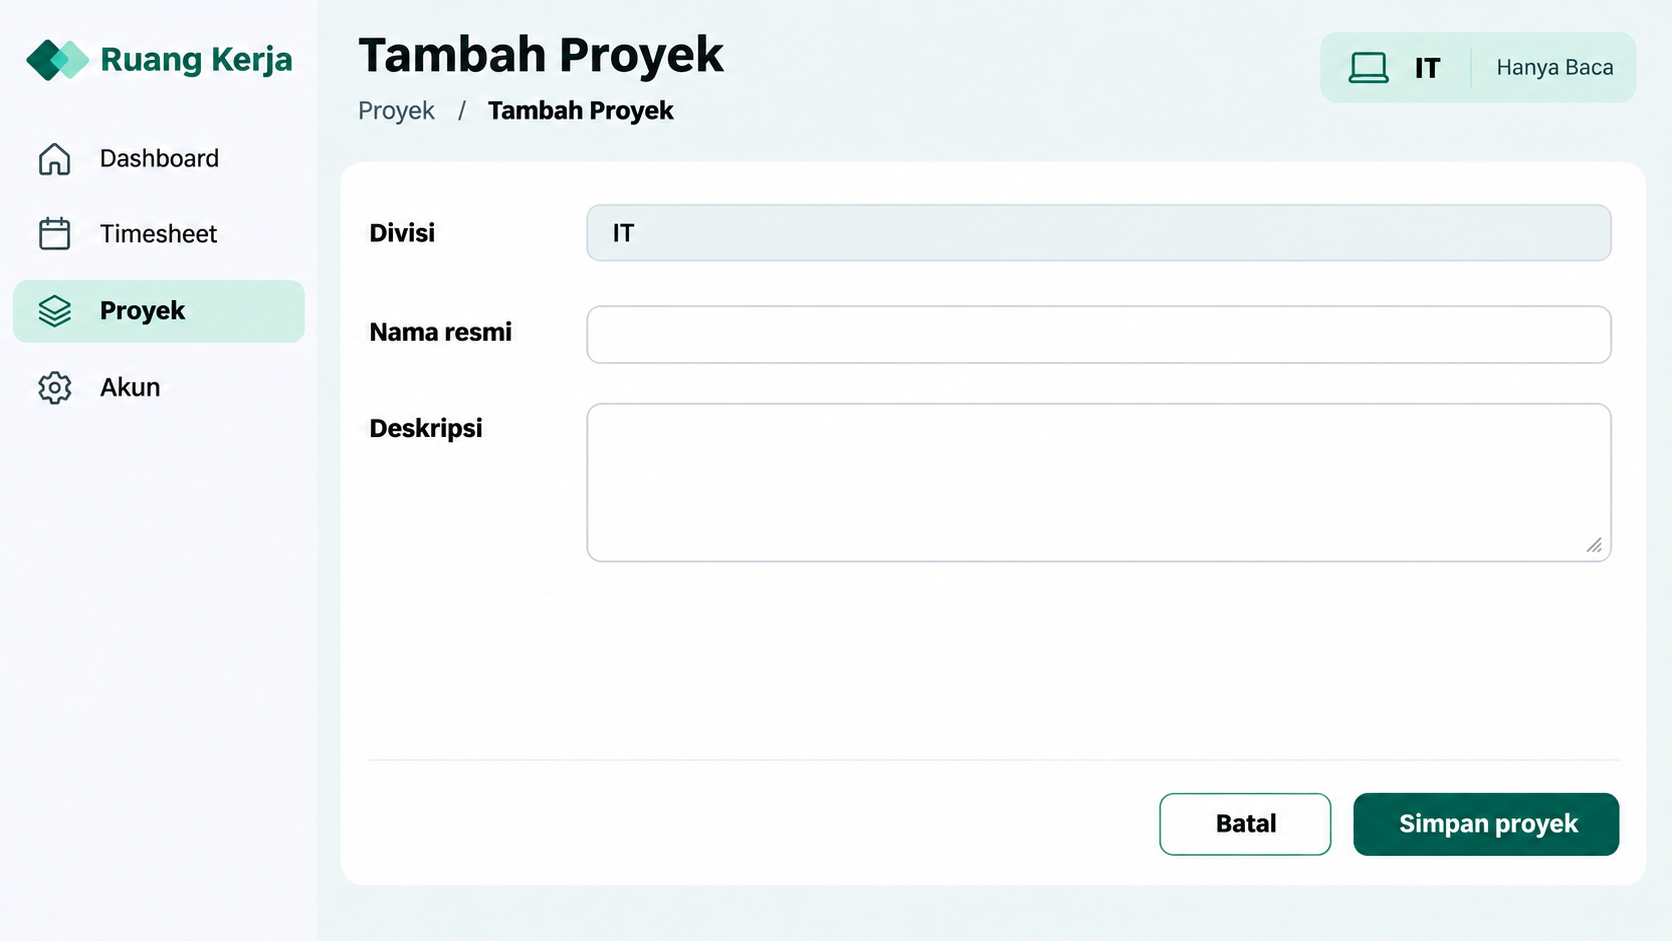 Ruang Kerja
Dashboard
Timesheet
Proyek
Akun
Tambah Proyek
Proyek / Tambah Proyek
IT
Hanya Baca
Divisi
IT
Nama resmi
Deskripsi
Batal
Simpan proyek